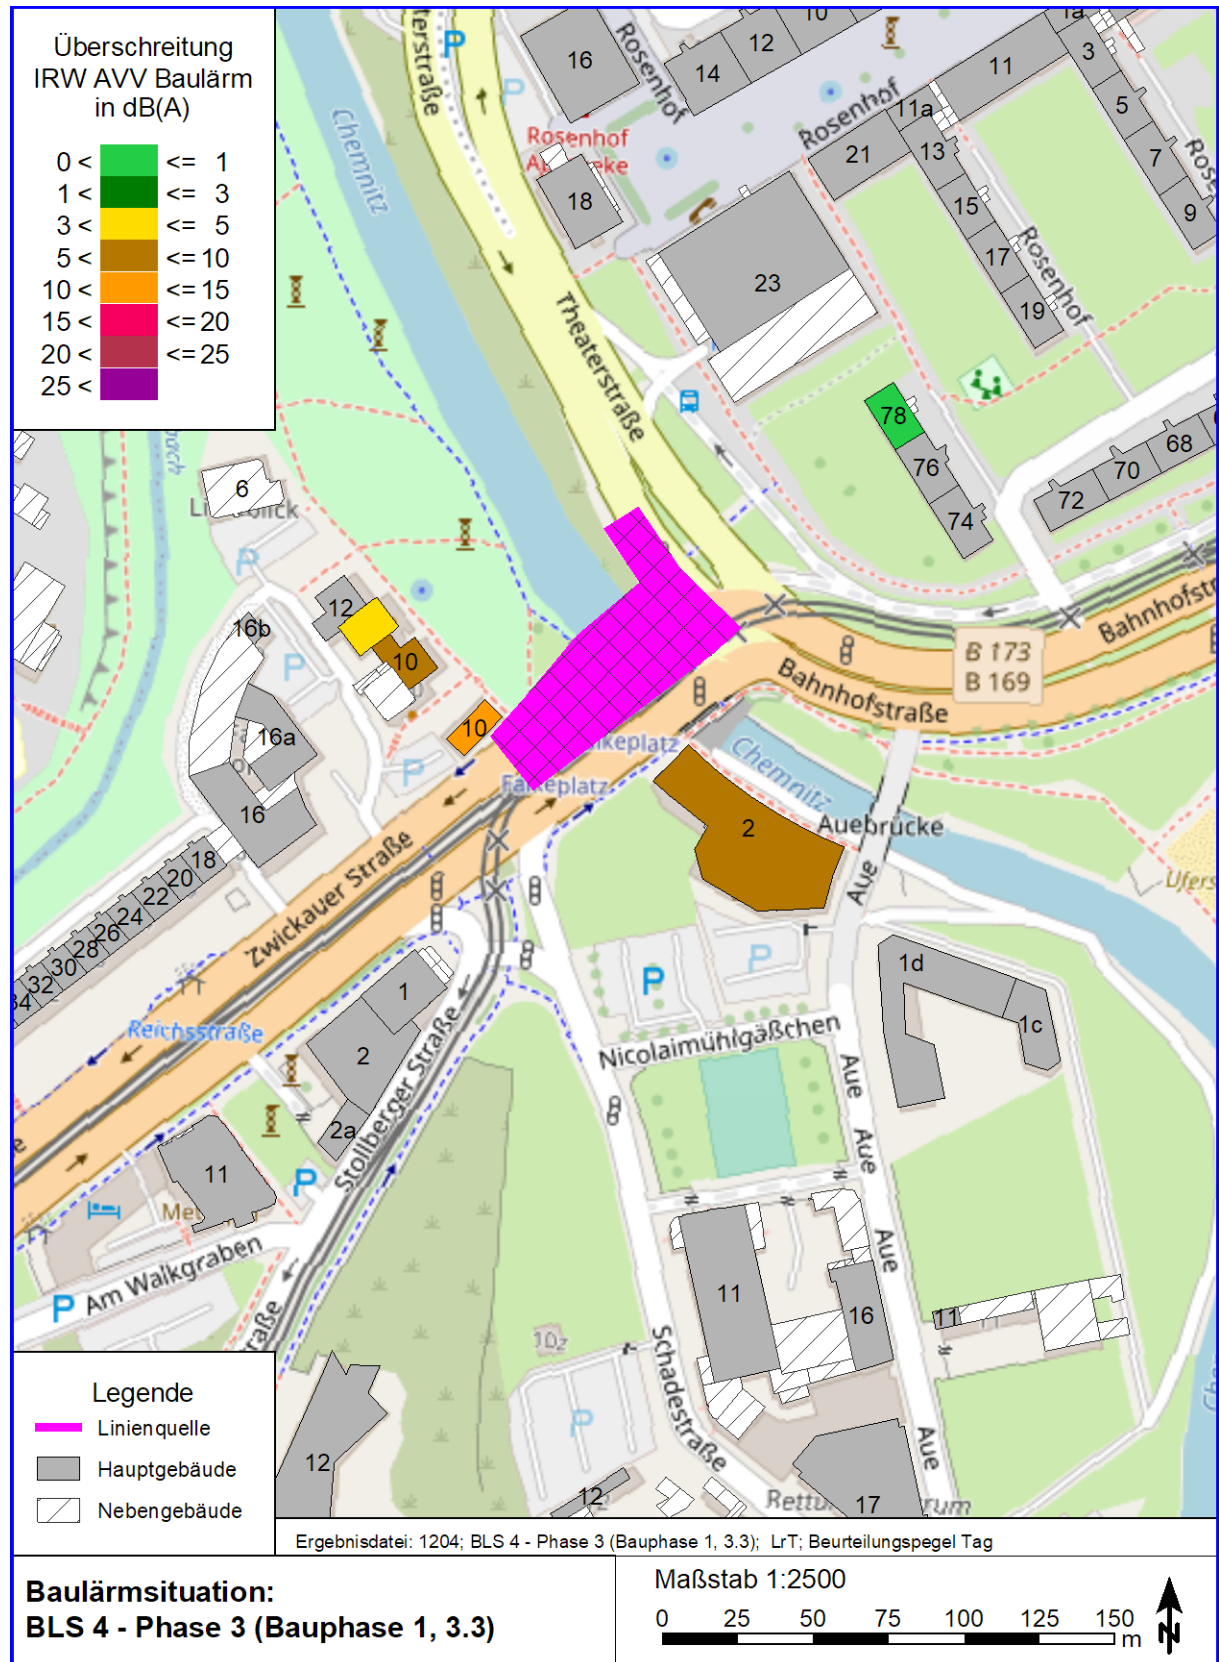 Überschreitung
IRW AVV Baulärm
in dB(A)
0 < <= 1
1 < <= 3
3 < <= 5
5 < <= 10
10 < <= 15
15 < <= 20
20 < <= 25
25 <
Chemnitz
terstraße
P
P
16
Rosenhof
14
12
10
Rosenhof
11
11a
1a
3
5
7
9
Rosenhof
Apotheke
18
21
13
15
17
19
Rosenhof
23
Theaterstraße
78
76
74
72
70
68
6
P
12
10
16b
P
16a
16
10
P
B 173
B 169
Bahnhofstraße
Bahnhofstr
Falkeplatz
Chemnitz
Auebrücke
Aue
2
18
20
22
24
26
28
30
32
34
Zwickauer Straße
Reichsstraße
1
2
2a
Stollberger Straße
P
P
1d
1c
Nicolaimühlgäßchen
Aue
Aue
Aue
Aue
11
P
Am Walkgraben
P
raße
11
16
11
10z
P
Schadestraße
12
12
17
Legende
Linienquelle
Hauptgebäude
Nebengebäude
Ergebnisdatei: 1204; BLS 4 - Phase 3 (Bauphase 1, 3.3); LrT; Beurteilungspegel Tag
Baulärmsituation:
BLS 4 - Phase 3 (Bauphase 1, 3.3)
Maßstab 1:2500
0 25 50 75 100 125 150
m
N